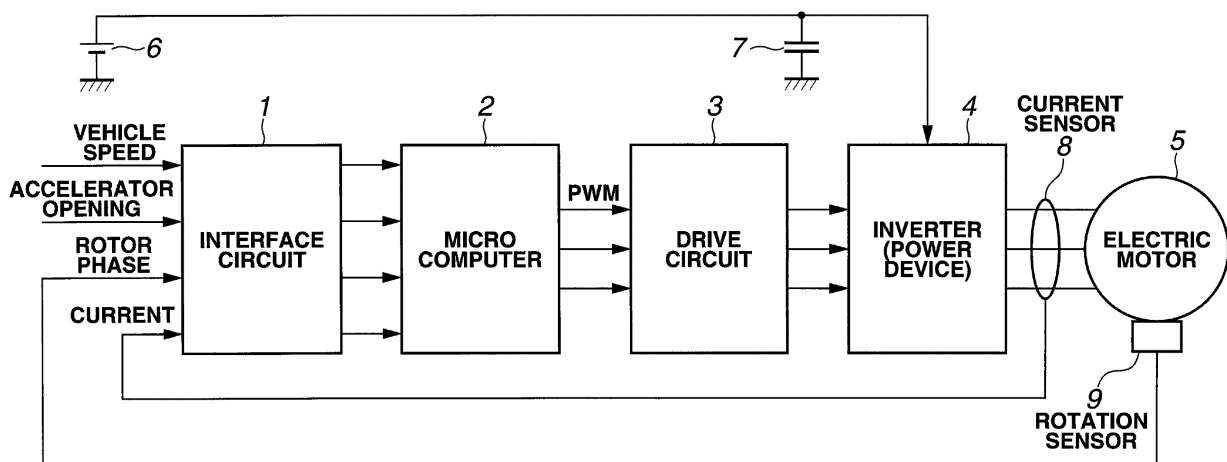 6
7
1
2
3
4
CURRENT
SENSOR
8
5
VEHICLE
SPEED
ACCELERATOR
OPENING
ROTOR
PHASE
CURRENT
INTERFACE
CIRCUIT
MICRO
COMPUTER
PWM
DRIVE
CIRCUIT
INVERTER
(POWER
DEVICE)
ELECTRIC
MOTOR
9
ROTATION
SENSOR